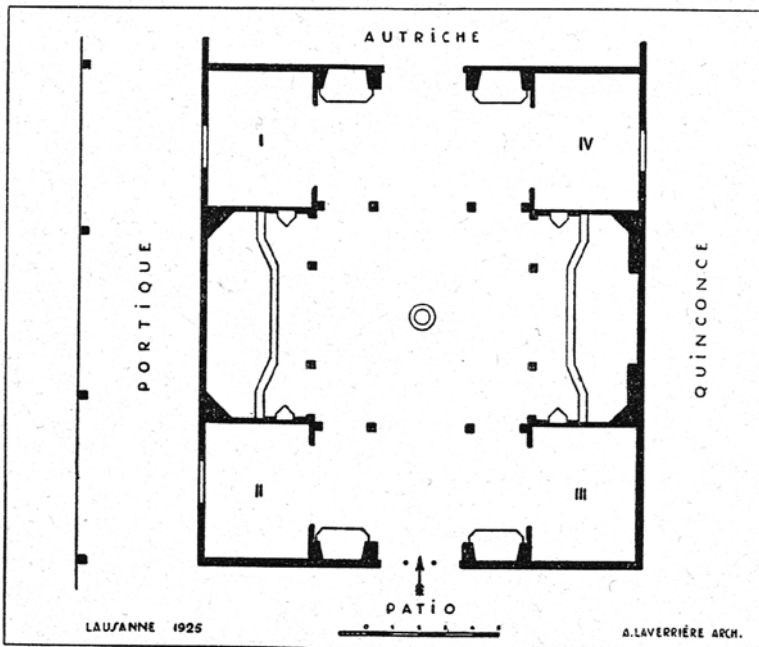 AUTRiCHE
I
IV
PORTiQUE
QUiNCONCE
II
III
PATiO
LAUSANNE 1925
A. LAVERRIÈRE ARCH.